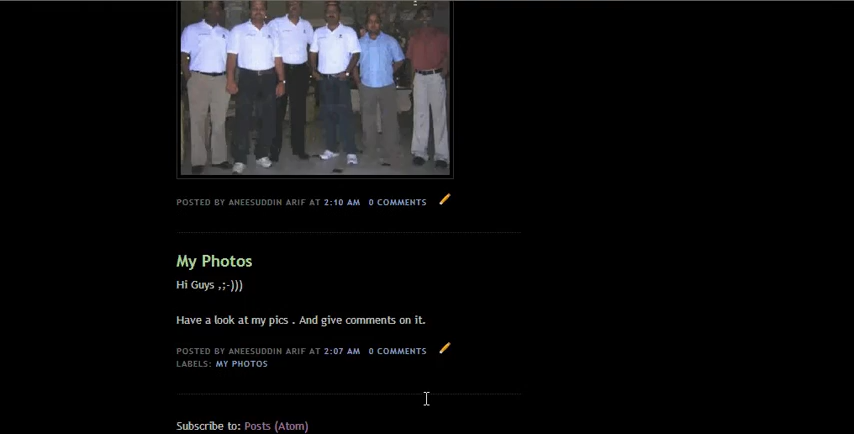 POSTED BY ANEESUDDIN ARIF AT 2:10 AM 0 COMMENTS
My Photos
Hi Guys ,;-)))
Have a look at my pics . And give comments on it.
POSTED BY ANEESUDDIN ARIF AT 2:07 AM 0 COMMENTS
LABELS: MY PHOTOS
Subscribe to: Posts (Atom)